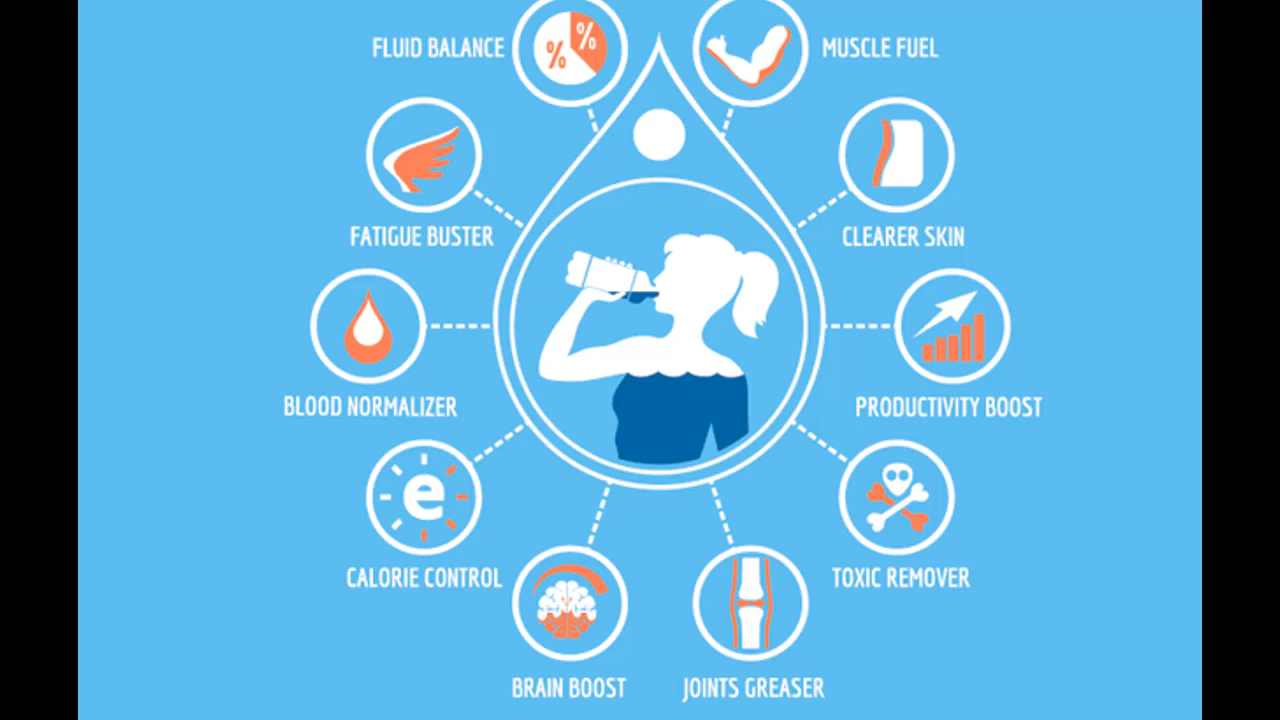 FLUID BALANCE
% %
MUSCLE FUEL
FATIGUE BUSTER
CLEARER SKIN
BLOOD NORMALIZER
PRODUCTIVITY BOOST
e
CALORIE CONTROL
TOXIC REMOVER
BRAIN BOOST
JOINTS GREASER